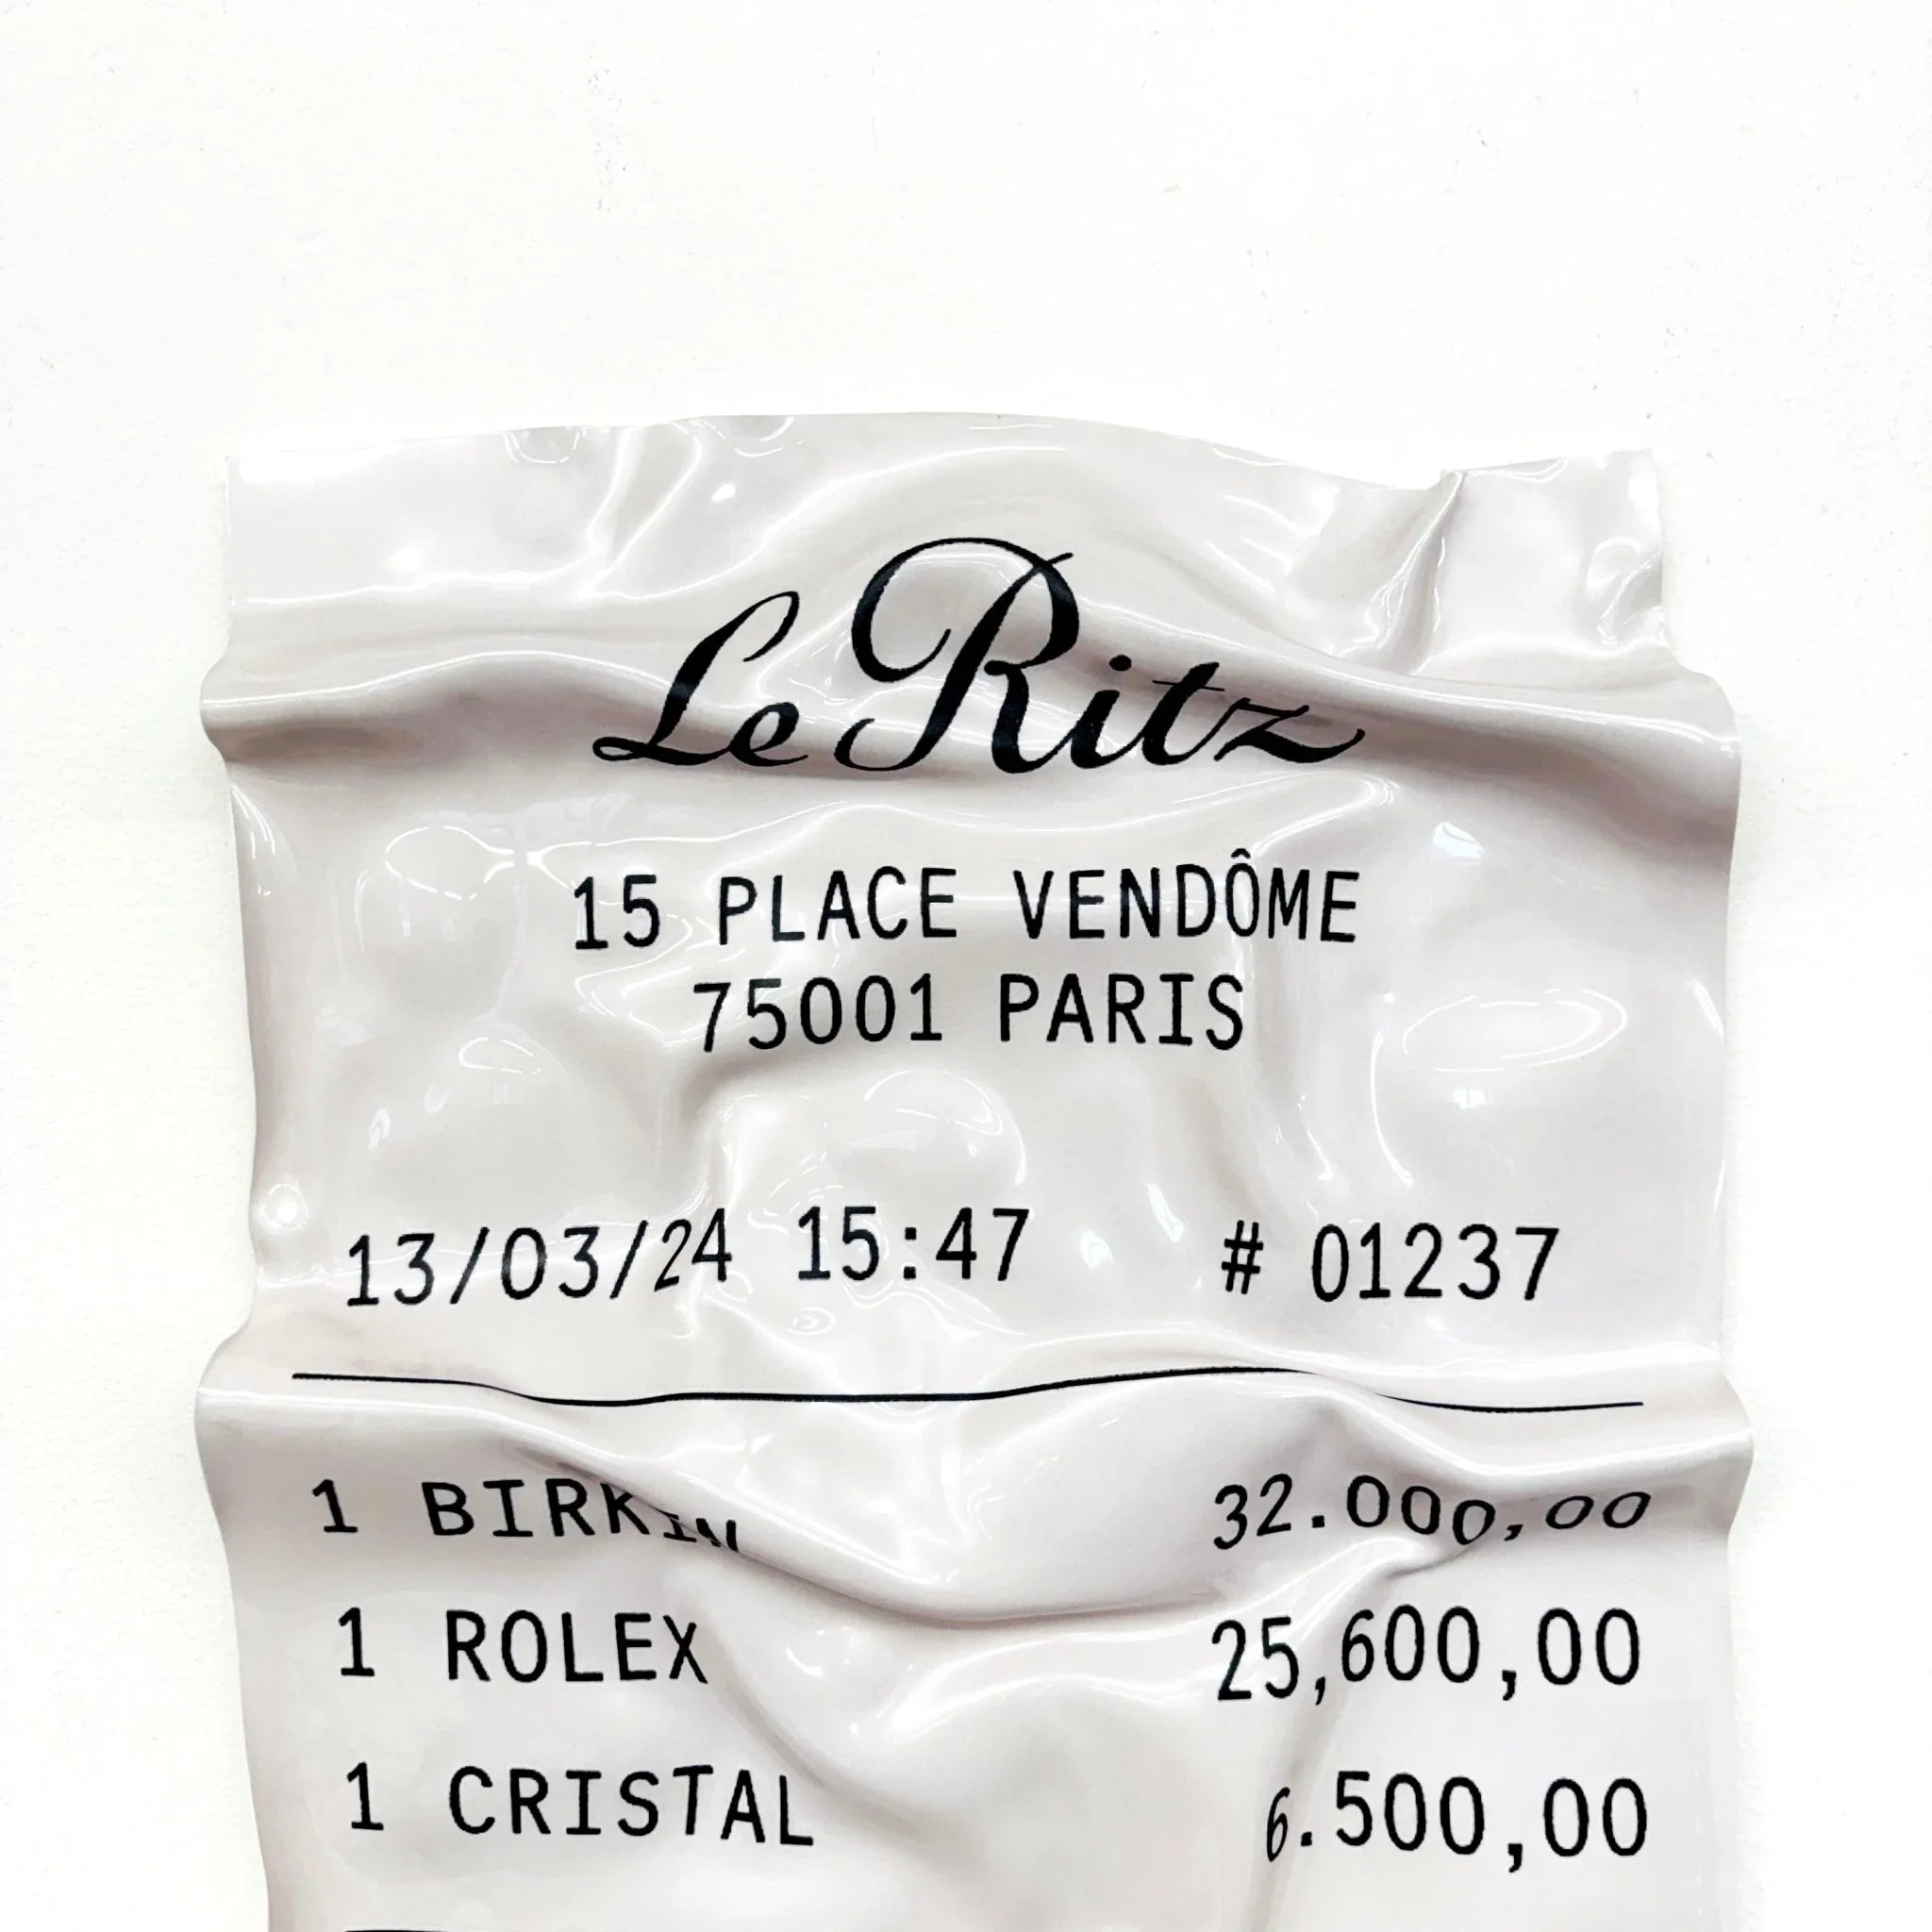 Le Ritz
15 PLACE VENDÔME
75001 PARIS
13/03/24 15:47 # 01237
1 BIRKIN 32.000,00
1 ROLEX 25,600,00
1 CRISTAL 6.500,00